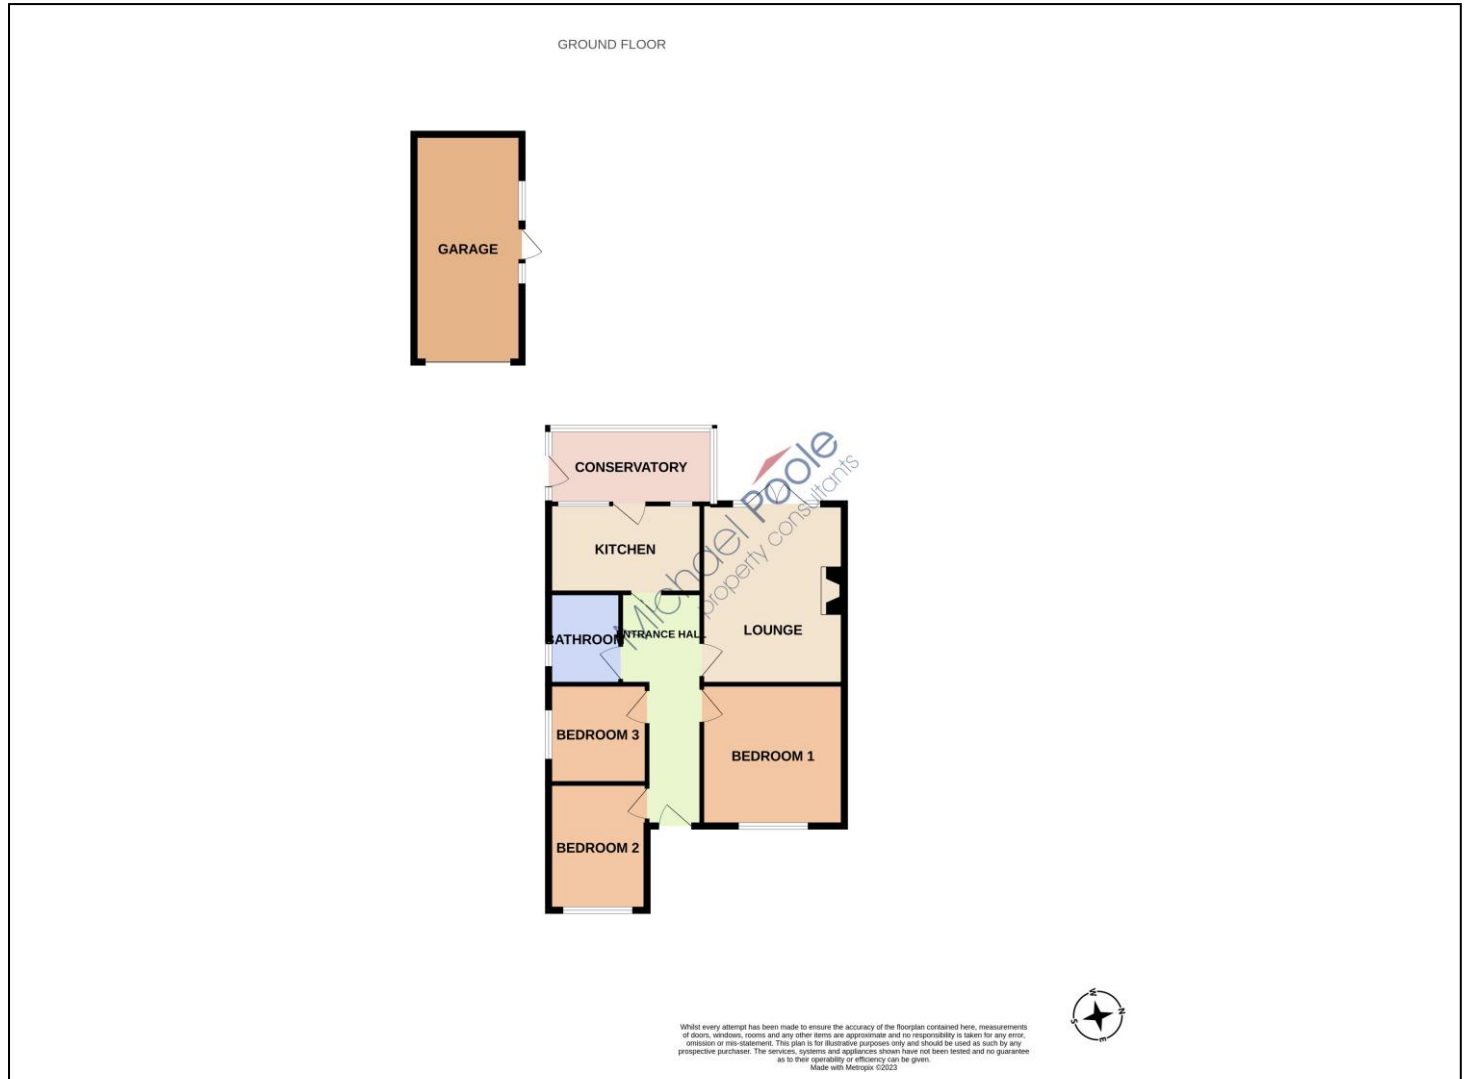 GROUND FLOOR
GARAGE
CONSERVATORY
Michael Poole
property consultants
KITCHEN
BATHROOM
ENTRANCE HALL
LOUNGE
BEDROOM 3
BEDROOM 1
BEDROOM 2
W
N
S
E
Whilst every attempt has been made to ensure the accuracy of the floorplan contained here, measurements
of doors, windows, rooms and any other items are approximate and no responsibility is taken for any error,
omission or mis-statement. This plan is for illustrative purposes only and should be used as such by any
prospective purchaser. The services, systems and appliances shown have not been tested and no guarantee
as to their operability or efficiency can be given.
Made with Metropix ©2023